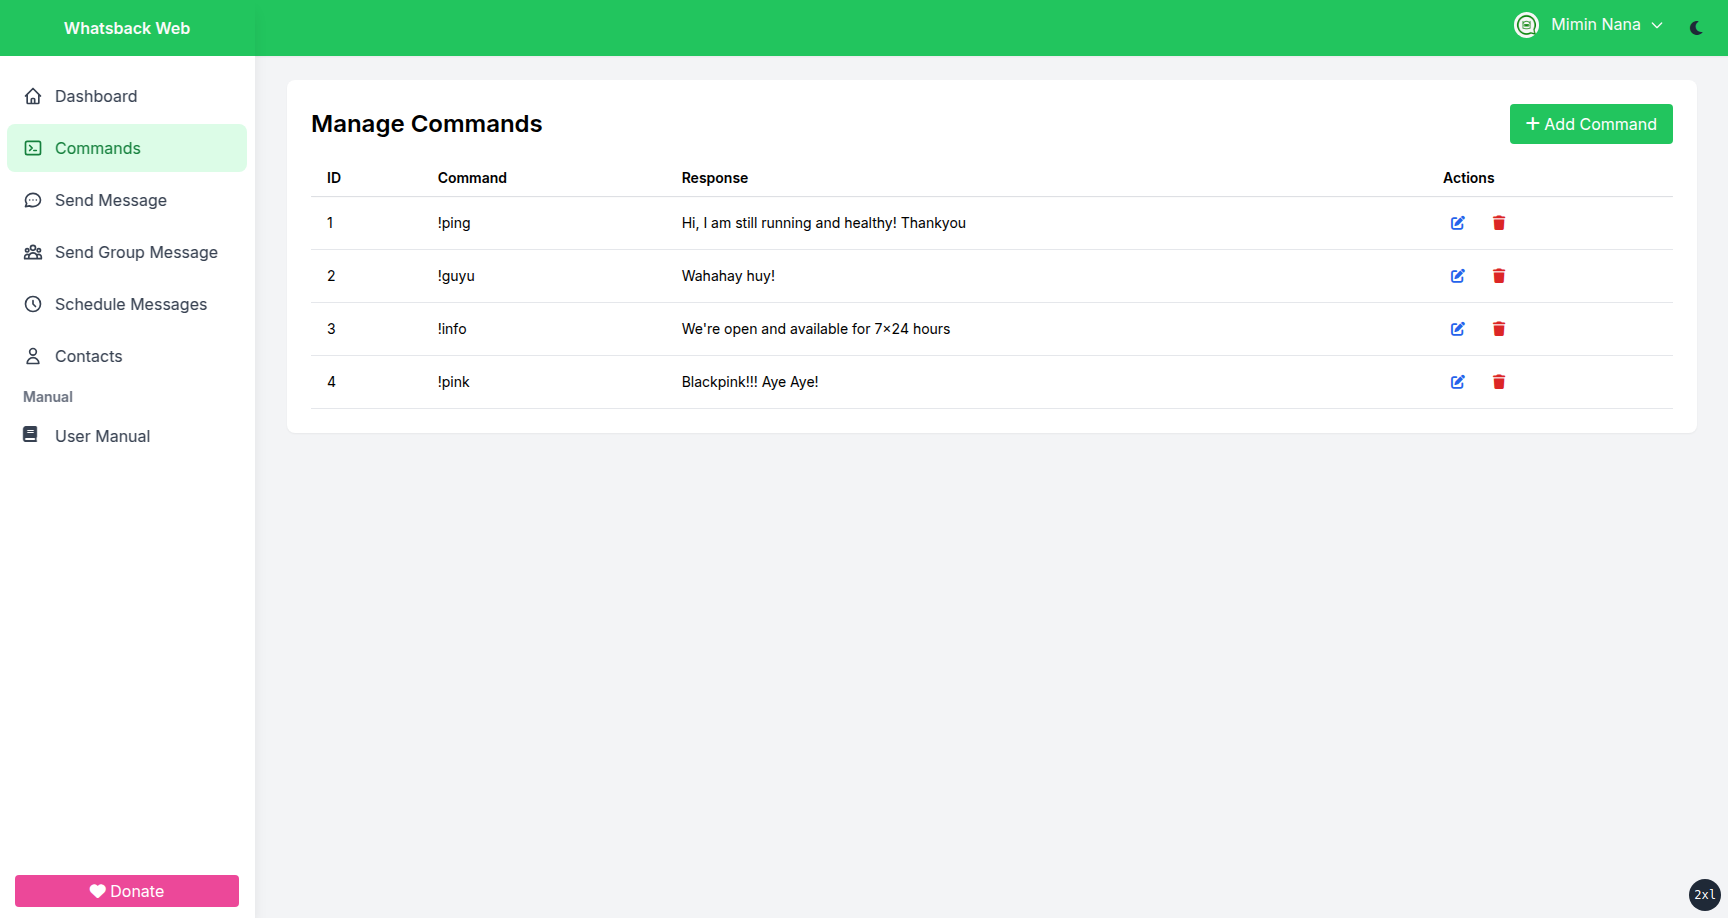 Whatsback Web
Mimin Nana
Dashboard
Commands
Send Message
Send Group Message
Schedule Messages
Contacts
Manual
User Manual
Donate
Manage Commands
+ Add Command
ID Command Response Actions
1 !ping Hi, I am still running and healthy! Thankyou
2 !guyu Wahahay huy!
3 !info We're open and available for 7×24 hours
4 !pink Blackpink!!! Aye Aye!
2xl